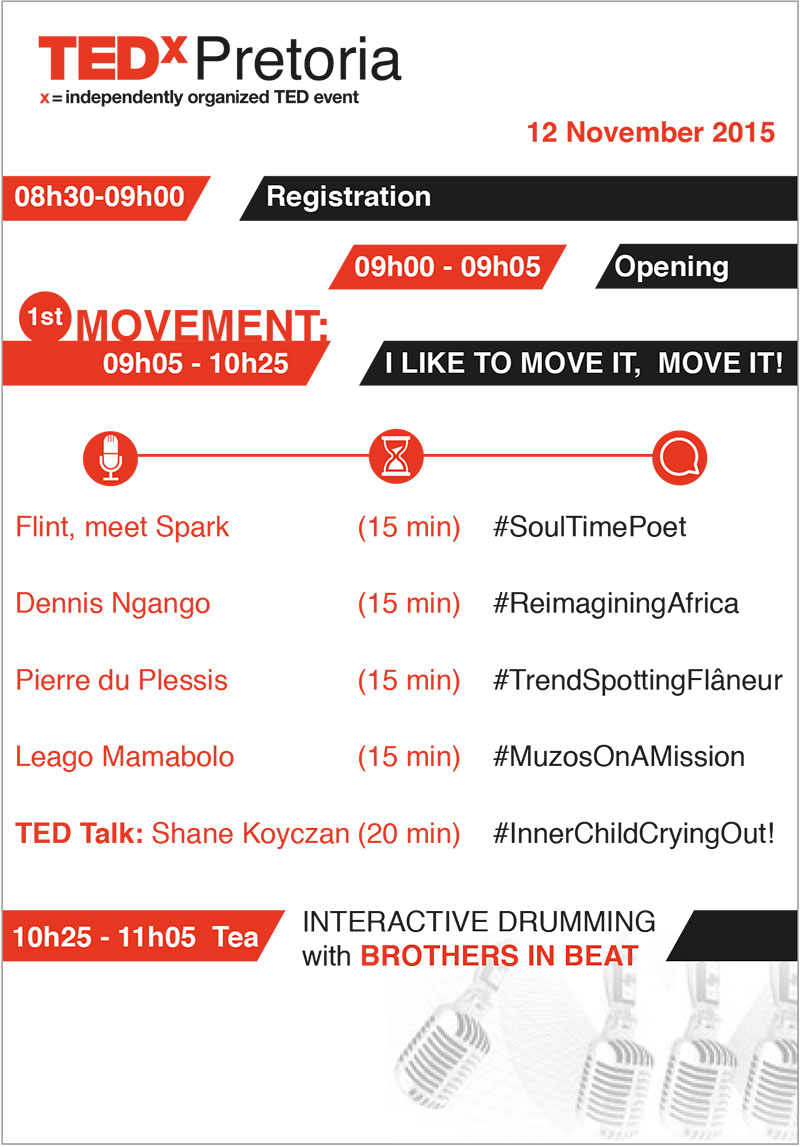 TEDx Pretoria
x = independently organized TED event
12 November 2015
08h30-09h00 Registration
09h00 - 09h05 Opening
1st MOVEMENT:
09h05 - 10h25 I LIKE TO MOVE IT, MOVE IT!
Flint, meet Spark (15 min) #SoulTimePoet
Dennis Ngango (15 min) #ReimaginingAfrica
Pierre du Plessis (15 min) #TrendSpottingFlâneur
Leago Mamabolo (15 min) #MuzosOnAMission
TED Talk: Shane Koyczan (20 min) #InnerChildCryingOut!
10h25 - 11h05 Tea INTERACTIVE DRUMMING
with BROTHERS IN BEAT